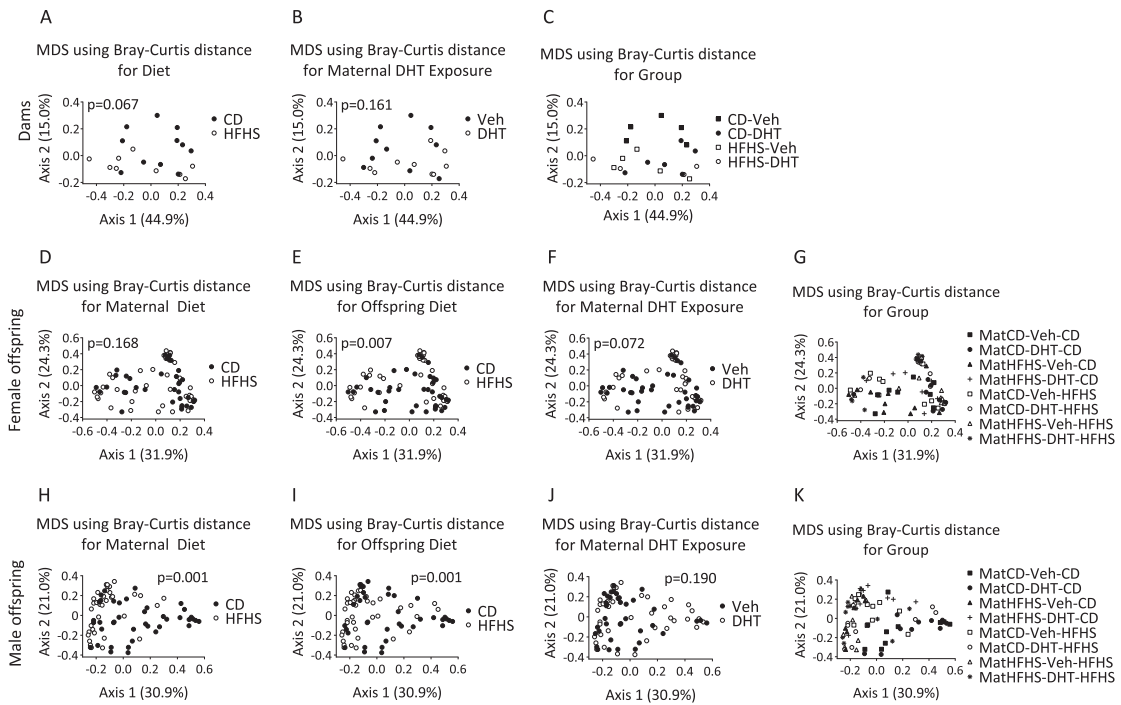 A
MDS using Bray-Curtis distance
for Diet
p=0.067
CD
HFHS
Dams
Axis 2 (15.0%)
0.4
0.2
0.0
-0.2
-0.4 -0.2 0.0 0.2 0.4
Axis 1 (44.9%)
B
MDS using Bray-Curtis distance
for Maternal DHT Exposure
p=0.161
Veh
DHT
Axis 2 (15.0%)
0.4
0.2
0.0
-0.2
-0.4 -0.2 0.0 0.2 0.4
Axis 1 (44.9%)
C
MDS using Bray-Curtis distance
for Group
CD-Veh
CD-DHT
HFHS-Veh
HFHS-DHT
Axis 2 (15.0%)
0.4
0.2
0.0
-0.2
-0.4 -0.2 0.0 0.2 0.4
Axis 1 (44.9%)
D
MDS using Bray-Curtis distance
for Maternal Diet
p=0.168
CD
HFHS
Female offspring
Axis 2 (24.3%)
0.6
0.4
0.2
0.0
-0.2
-0.4
-0.6 -0.4 -0.2 0.0 0.2 0.4
Axis 1 (31.9%)
E
MDS using Bray-Curtis distance
for Offspring Diet
p=0.007
CD
HFHS
Axis 2 (24.3%)
0.6
0.4
0.2
0.0
-0.2
-0.4
-0.6 -0.4 -0.2 0.0 0.2 0.4
Axis 1 (31.9%)
F
MDS using Bray-Curtis distance
for Maternal DHT Exposure
p=0.072
Veh
DHT
Axis 2 (24.3%)
0.6
0.4
0.2
0.0
-0.2
-0.4
-0.6 -0.4 -0.2 0.0 0.2 0.4
Axis 1 (31.9%)
G
MDS using Bray-Curtis distance
for Group
MatCD-Veh-CD
MatCD-DHT-CD
MatHFHS-Veh-CD
MatHFHS-DHT-CD
MatCD-Veh-HFHS
MatCD-DHT-HFHS
MatHFHS-Veh-HFHS
MatHFHS-DHT-HFHS
Axis 2 (24.3%)
0.6
0.4
0.2
0.0
-0.2
-0.4
-0.6 -0.4 -0.2 0.0 0.2 0.4
Axis 1 (31.9%)
H
MDS using Bray-Curtis distance
for Maternal Diet
p=0.001
CD
HFHS
Male offspring
Axis 2 (21.0%)
0.4
0.2
0.0
-0.2
-0.4
-0.2 0.0 0.2 0.4 0.6
Axis 1 (30.9%)
I
MDS using Bray-Curtis distance
for Offspring Diet
p=0.001
CD
HFHS
Axis 2 (21.0%)
0.4
0.2
0.0
-0.2
-0.4
-0.2 0.0 0.2 0.4 0.6
Axis 1 (30.9%)
J
MDS using Bray-Curtis distance
for Maternal DHT Exposure
p=0.190
Veh
DHT
Axis 2 (21.0%)
0.4
0.2
0.0
-0.2
-0.4
-0.2 0.0 0.2 0.4 0.6
Axis 1 (30.9%)
K
MDS using Bray-Curtis distance
for Group
MatCD-Veh-CD
MatCD-DHT-CD
MatHFHS-Veh-CD
MatHFHS-DHT-CD
MatCD-Veh-HFHS
MatCD-DHT-HFHS
MatHFHS-Veh-HFHS
MatHFHS-DHT-HFHS
Axis 2 (21.0%)
0.4
0.2
0.0
-0.2
-0.4
-0.2 0.0 0.2 0.4 0.6
Axis 1 (30.9%)